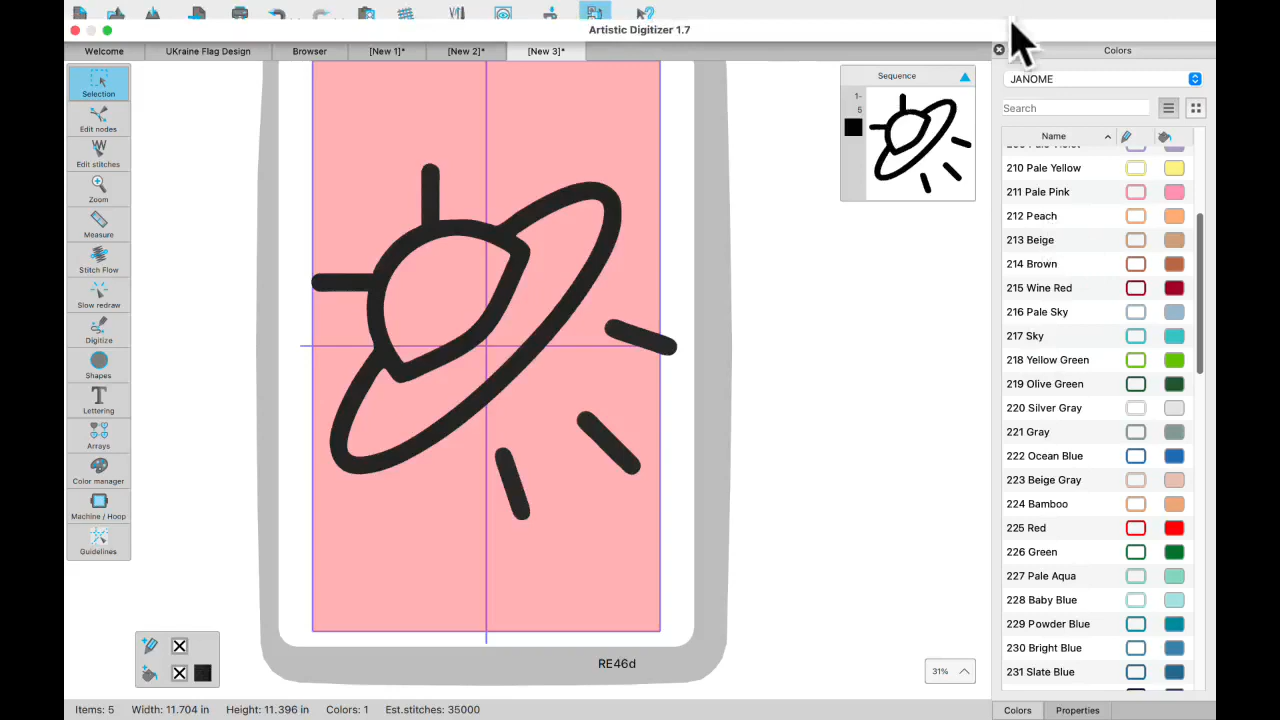 Artistic Digitizer 1.7
Welcome
UKraine Flag Design
Browser
[New 1]*
[New 2]*
[New 3]*
Colors
Selection
Edit nodes
Edit stitches
Zoom
Measure
Stitch Flow
Slow redraw
Digitize
Shapes
T
Lettering
Arrays
Color manager
Machine / Hoop
Guidelines
RE46d
Sequence
1-
5
31%
JANOME
Search
Name
210 Pale Yellow
211 Pale Pink
212 Peach
213 Beige
214 Brown
215 Wine Red
216 Pale Sky
217 Sky
218 Yellow Green
219 Olive Green
220 Silver Gray
221 Gray
222 Ocean Blue
223 Beige Gray
224 Bamboo
225 Red
226 Green
227 Pale Aqua
228 Baby Blue
229 Powder Blue
230 Bright Blue
231 Slate Blue
Items: 5 Width: 11.704 in Height: 11.396 in Colors: 1 Est.stitches: 35000
Colors
Properties